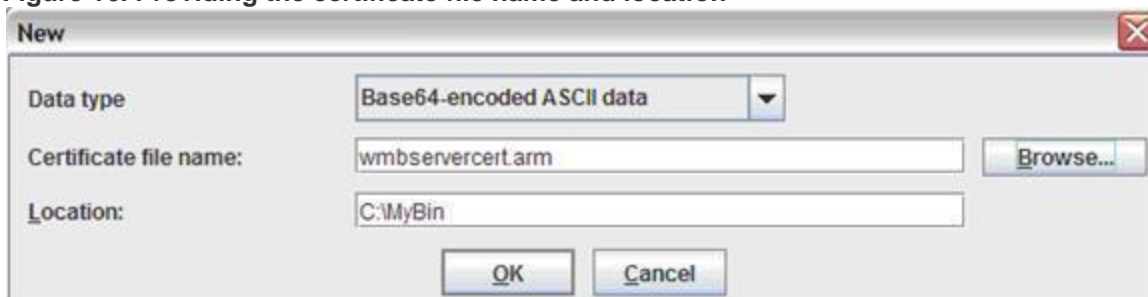 New
Data type Base64-encoded ASCII data
Certificate file name: wmbservercert.arm Browse...
Location: C:\MyBin
OK Cancel